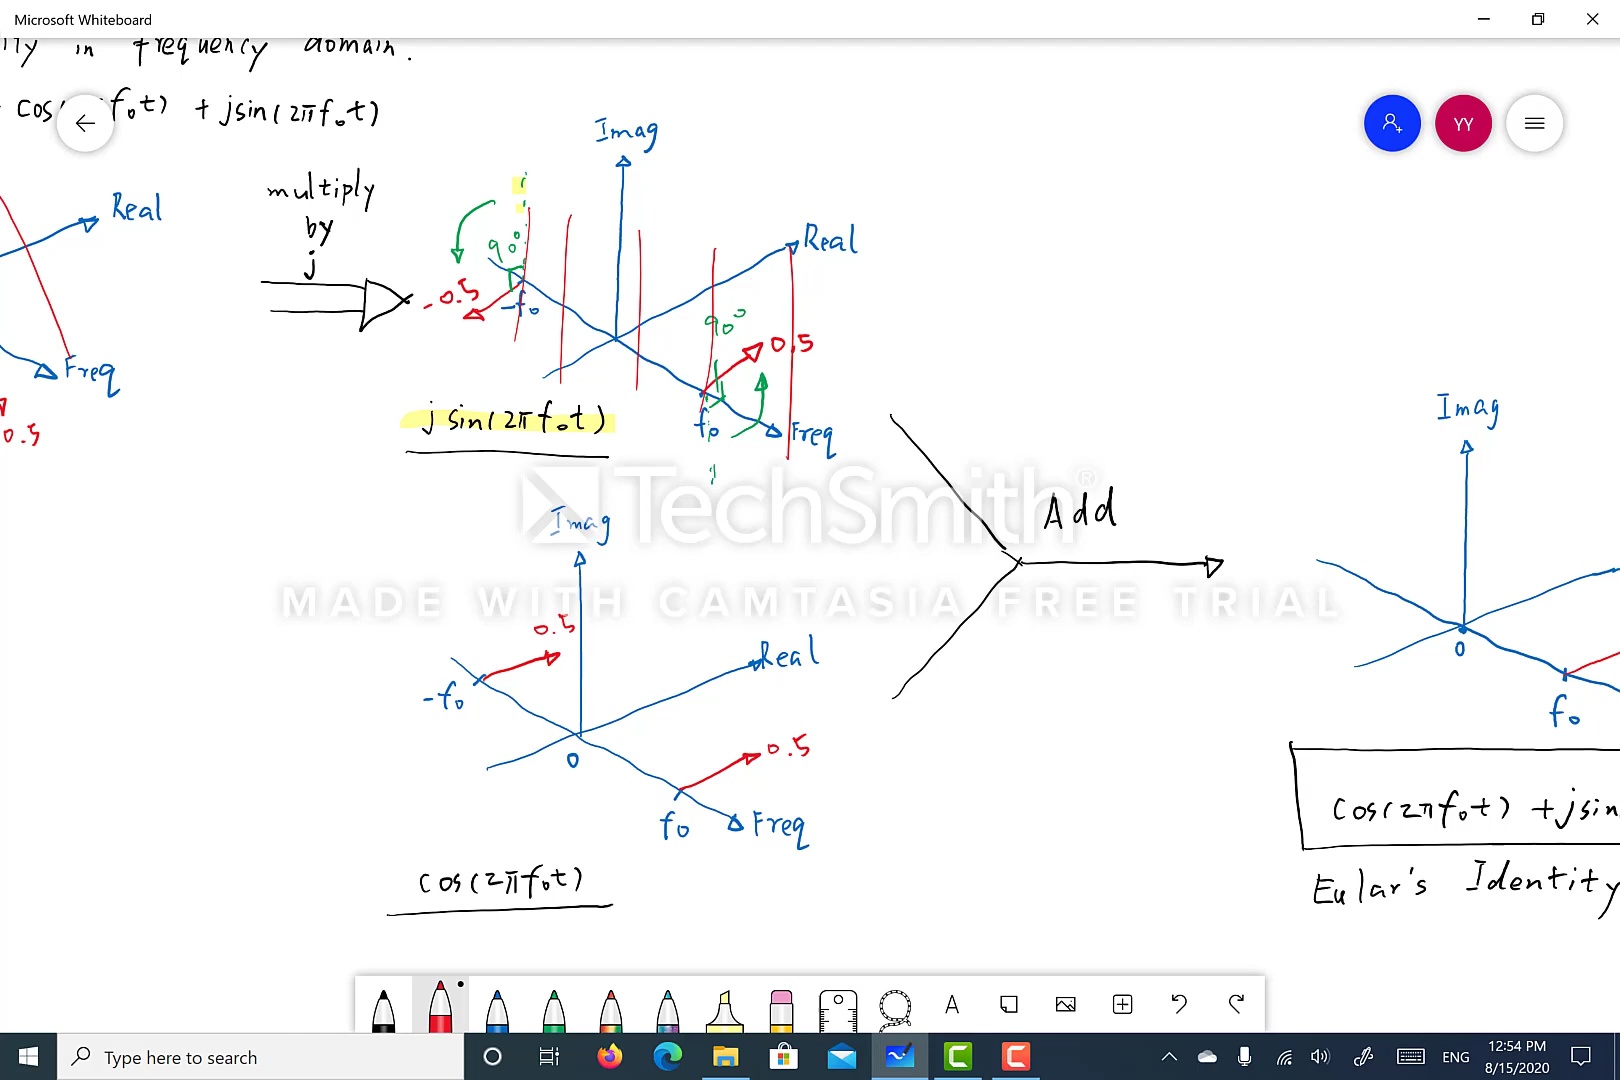 Microsoft Whiteboard
in frequency domain.
cos( f₀t) + jsin(2πf₀t)
YY
Imag
multiply
by
j
Real
Real
90°
-0.5
-f₀
90°
0.5
Freq
0.5
j sin(2πf₀t)
f₀
Freq
Imag
TechSmith®
Add
Imag
MADE WITH CAMTASIA FREE TRIAL
0.5
Real
-f₀
0
0
0.5
f₀
f₀
Freq
cos(2πf₀t) + jsin
cos(2πf₀t)
Eular's Identity
Type here to search
ENG
12:54 PM
8/15/2020